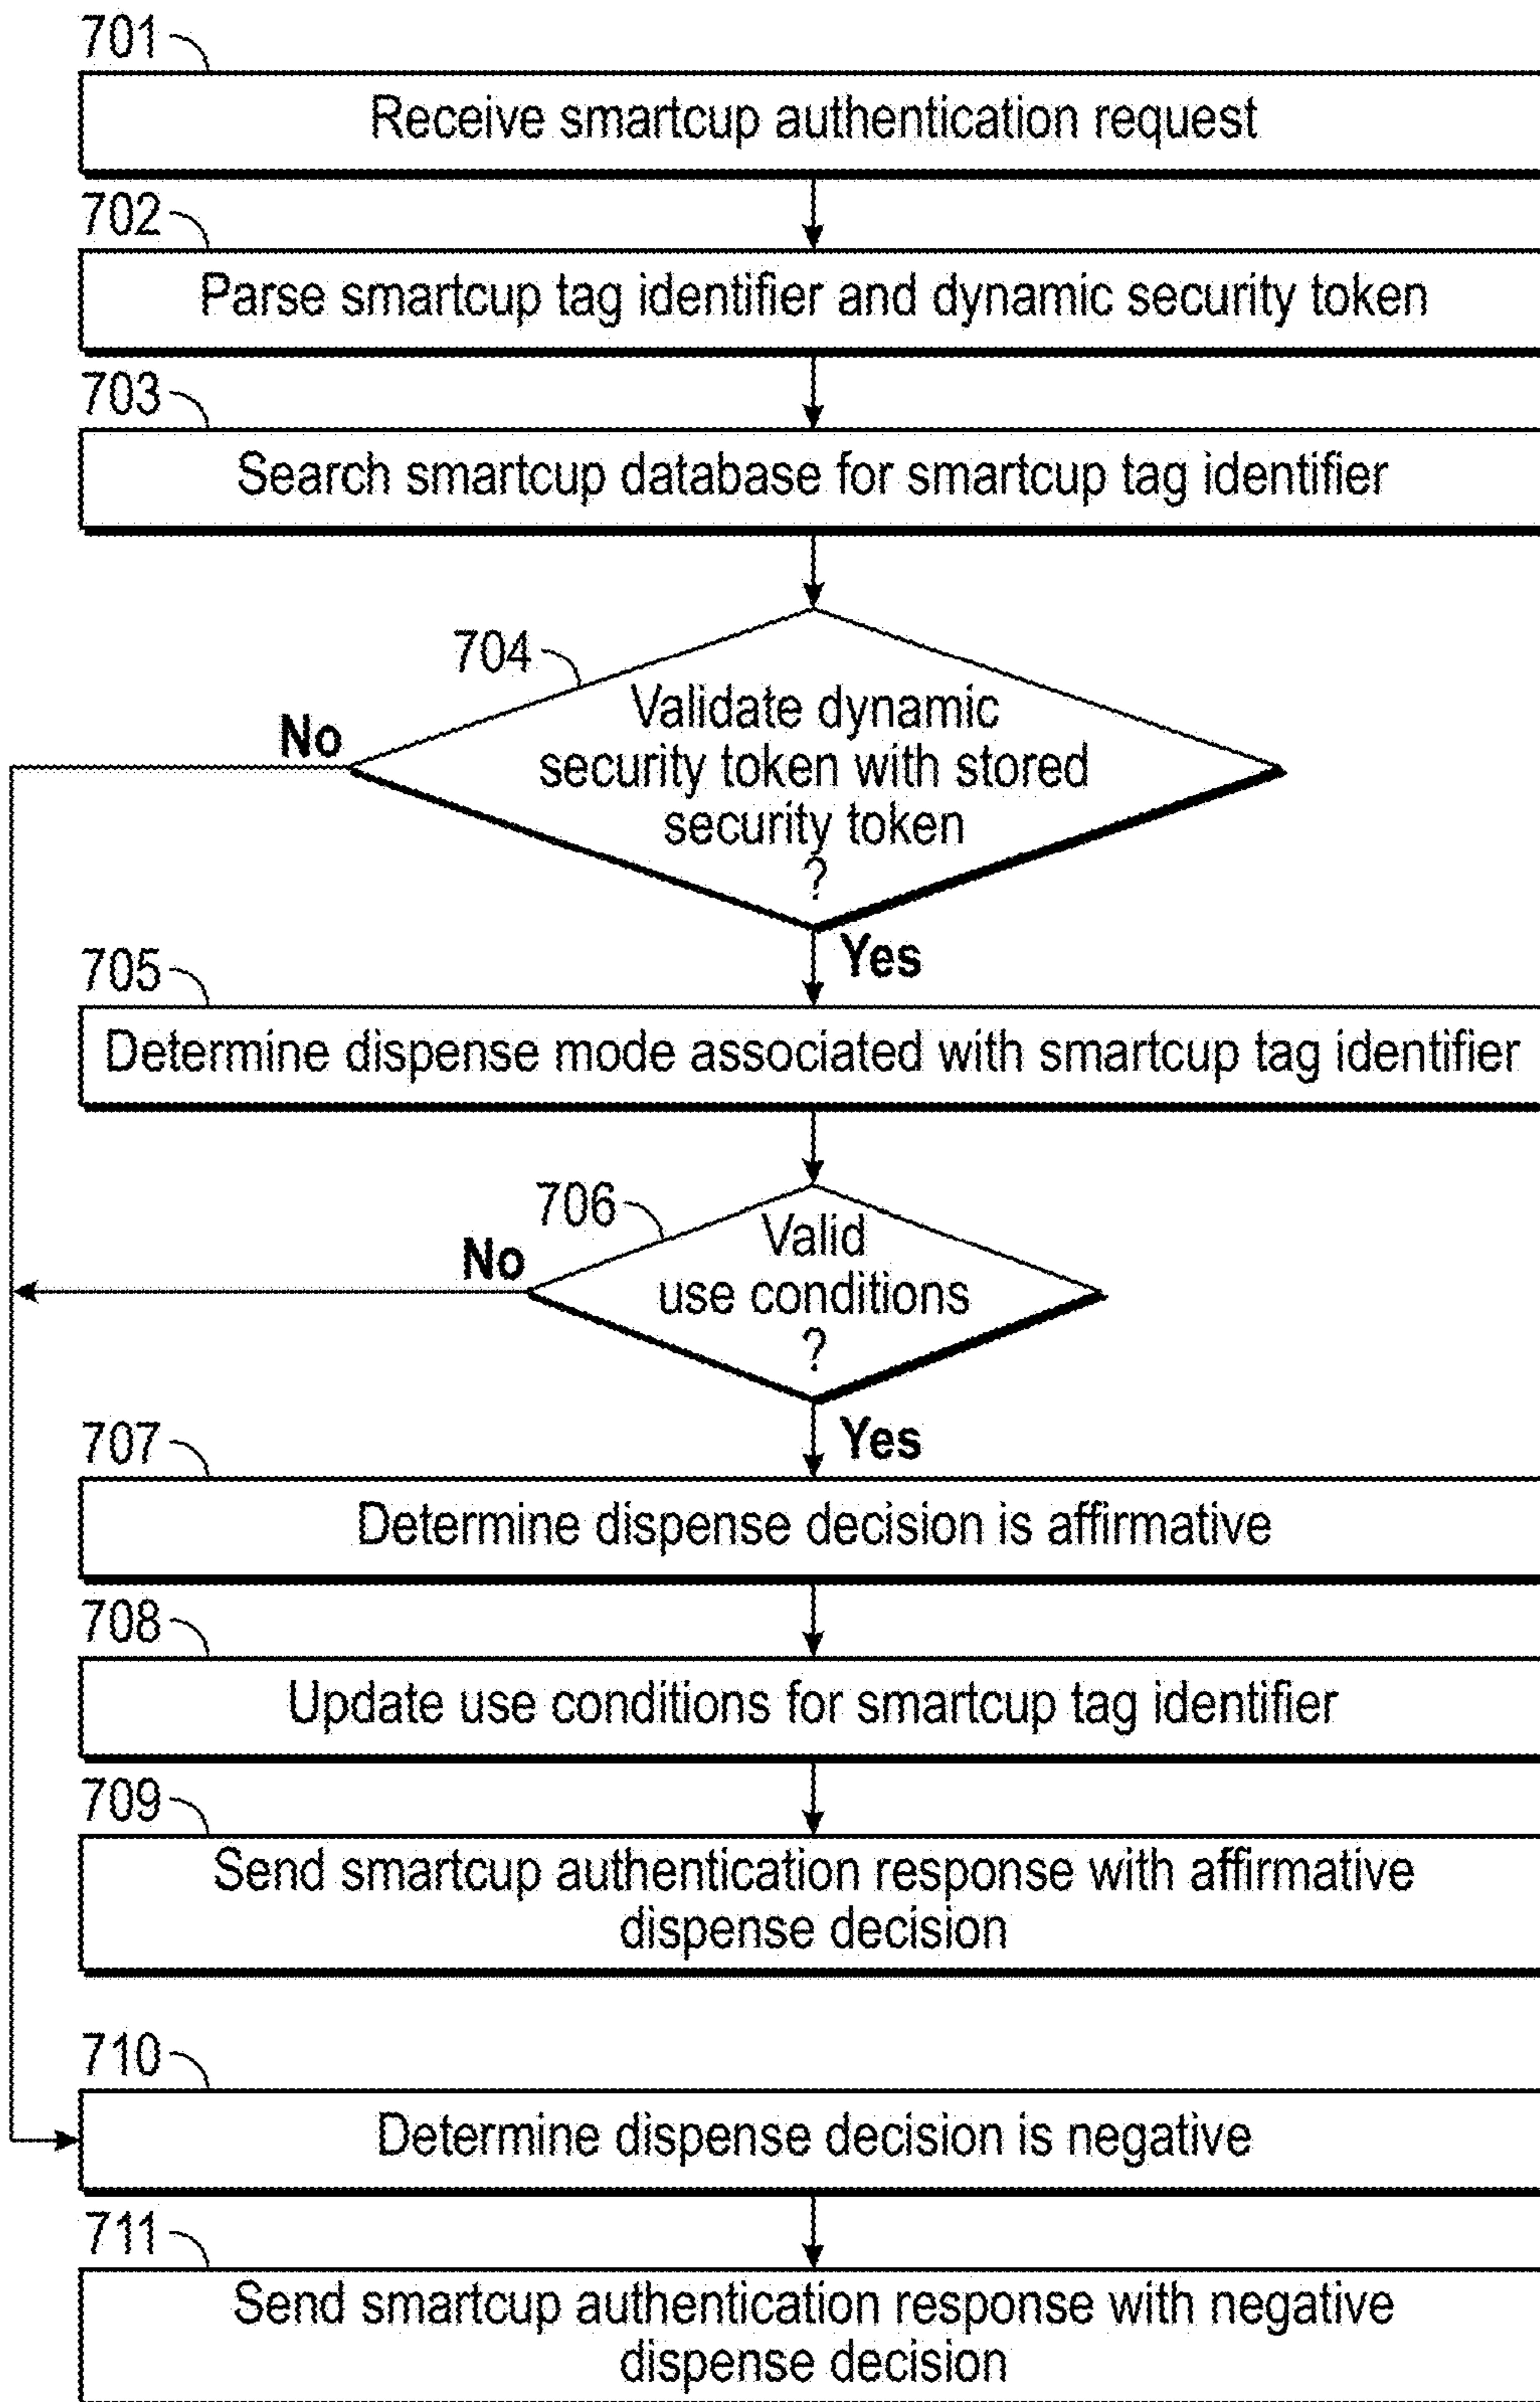 701
Receive smartcup authentication request
702
Parse smartcup tag identifier and dynamic security token
703
Search smartcup database for smartcup tag identifier
704
Validate dynamic
No
security token with stored
security token
?
Yes
705
Determine dispense mode associated with smartcup tag identifier
706
Valid
No
use conditions
?
Yes
707
Determine dispense decision is affirmative
708
Update use conditions for smartcup tag identifier
709
Send smartcup authentication response with affirmative
dispense decision
710
Determine dispense decision is negative
711
Send smartcup authentication response with negative
dispense decision